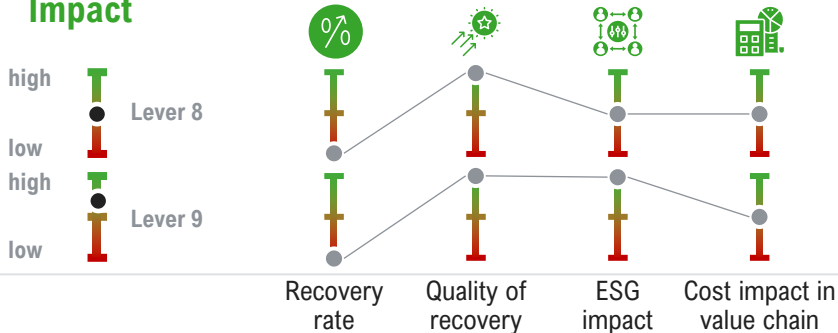 Impact
%
high
Lever 8
low
high
Lever 9
low
Recovery
rate
Quality of
recovery
ESG
impact
Cost impact in
value chain